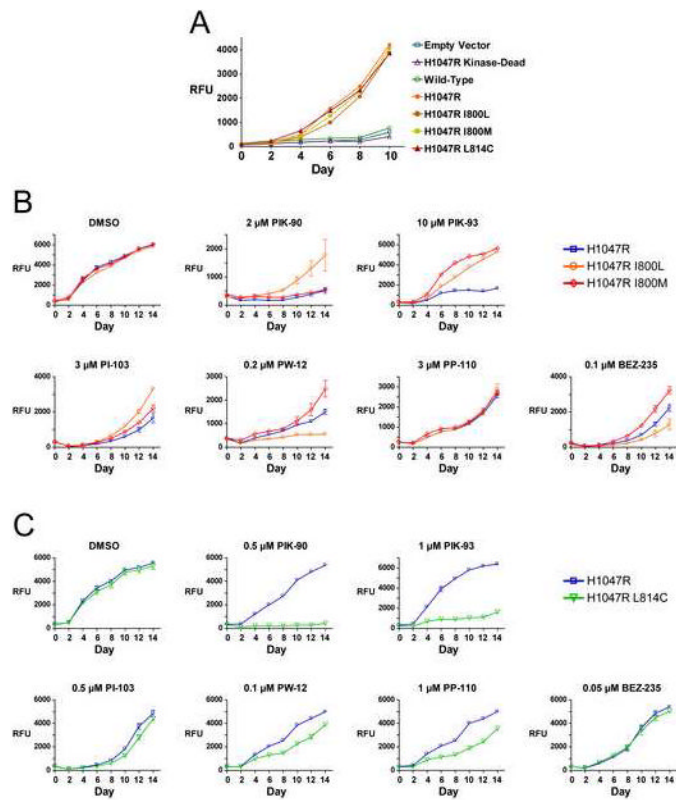 A
RFU
4000
3000
2000
1000
0
0 2 4 6 8 10
Day
Empty Vector
H1047R Kinase-Dead
Wild-Type
H1047R
H1047R I800L
H1047R I800M
H1047R L814C
B
DMSO
RFU
6000
4000
2000
0
0 2 4 6 8 10 12 14
Day
2 µM PIK-90
RFU
2000
1000
0
0 2 4 6 8 10 12 14
Day
10 µM PIK-93
RFU
6000
4000
2000
0
0 2 4 6 8 10 12 14
Day
H1047R
H1047R I800L
H1047R I800M
3 µM PI-103
RFU
4000
2000
0
0 2 4 6 8 10 12 14
Day
0.2 µM PW-12
RFU
3000
2000
1000
0
0 2 4 6 8 10 12 14
Day
3 µM PP-110
RFU
3000
2000
1000
0
0 2 4 6 8 10 12 14
Day
0.1 µM BEZ-235
RFU
4000
2000
0
0 2 4 6 8 10 12 14
Day
C
DMSO
RFU
6000
4000
2000
0
0 2 4 6 8 10 12 14
Day
0.5 µM PIK-90
RFU
6000
4000
2000
0
0 2 4 6 8 10 12 14
Day
1 µM PIK-93
RFU
6000
4000
2000
0
0 2 4 6 8 10 12 14
Day
H1047R
H1047R L814C
0.5 µM PI-103
RFU
6000
4000
2000
0
0 2 4 6 8 10 12 14
Day
0.1 µM PW-12
RFU
6000
4000
2000
0
0 2 4 6 8 10 12 14
Day
1 µM PP-110
RFU
6000
4000
2000
0
0 2 4 6 8 10 12 14
Day
0.05 µM BEZ-235
RFU
6000
4000
2000
0
0 2 4 6 8 10 12 14
Day